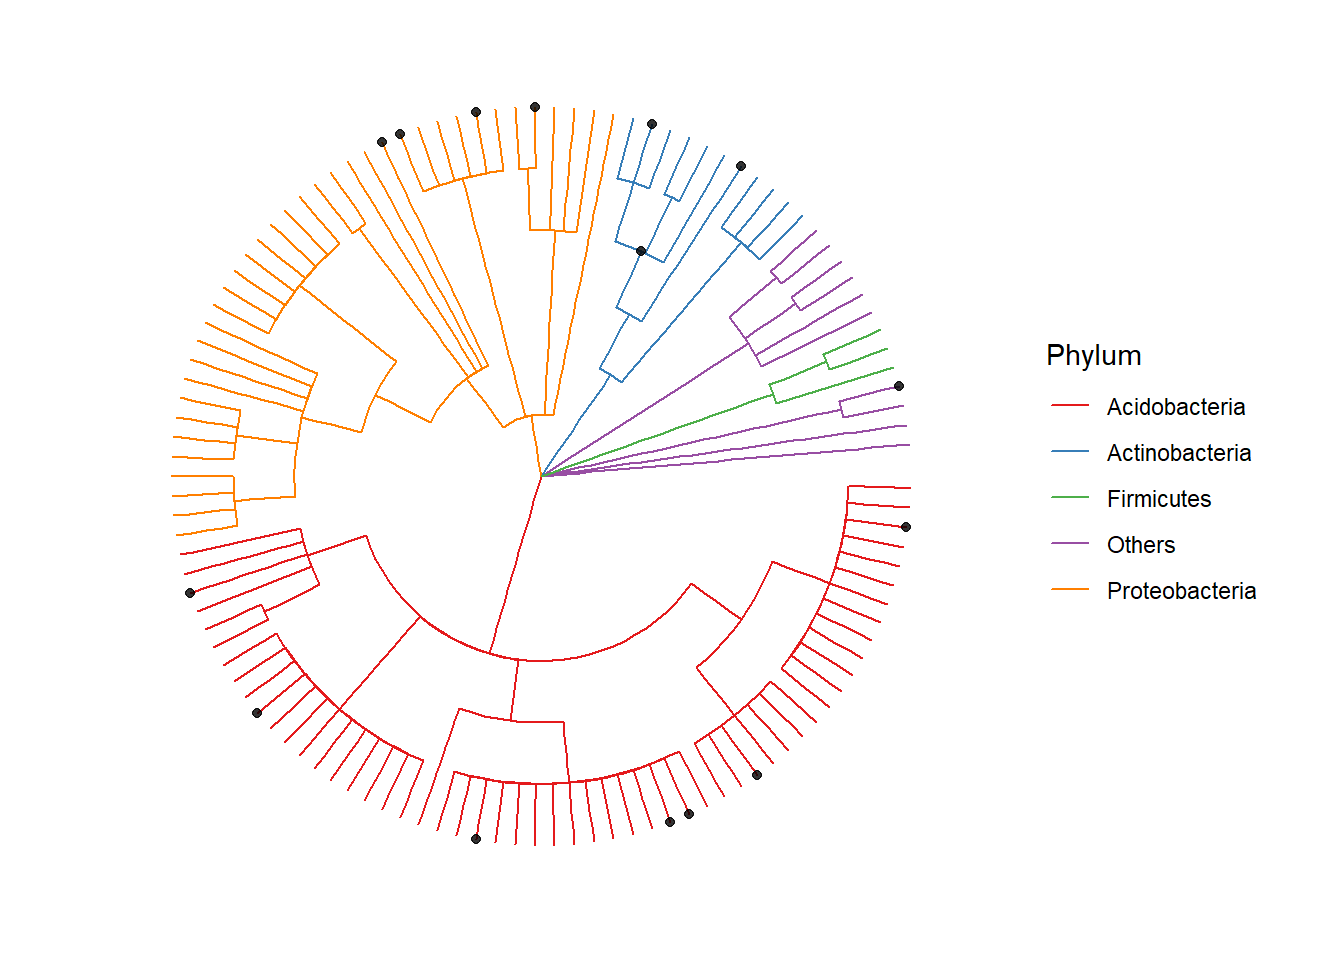 Phylum
Acidobacteria
Actinobacteria
Firmicutes
Others
Proteobacteria